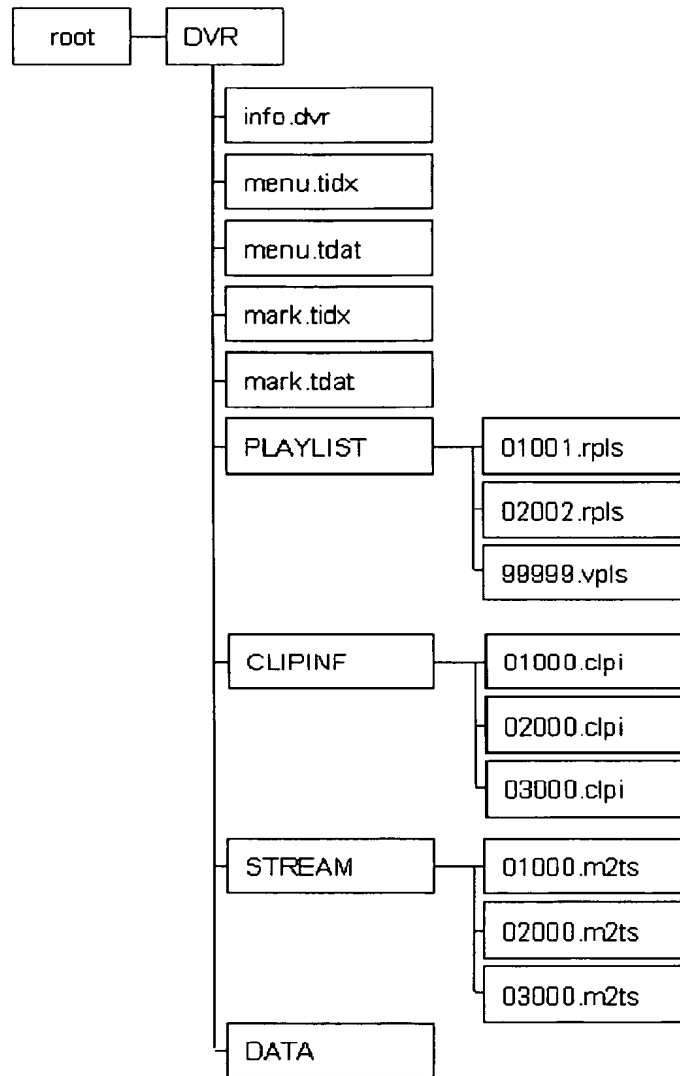 root
DVR
info.dvr
menu.tidx
menu.tdat
mark.tidx
mark.tdat
PLAYLIST
01001.rpls
02002.rpls
99999.vpls
CLIPINF
01000.clpi
02000.clpi
03000.clpi
STREAM
01000.m2ts
02000.m2ts
03000.m2ts
DATA